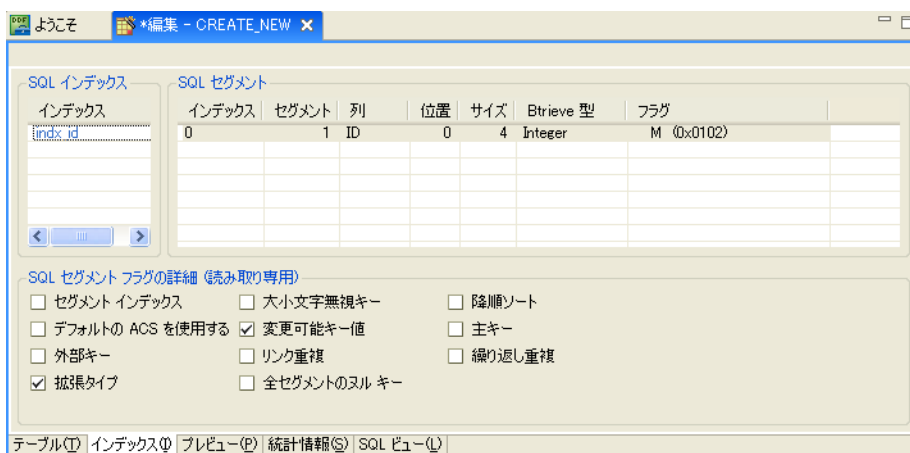 ようこそ
*編集 - CREATE_NEW
SQL インデックス
SQL セグメント
インデックス
インデックス セグメント 列 位置 サイズ Btrieve 型 フラグ
indx_id
0 1 ID 0 4 Integer M (0x0102)
SQL セグメント フラグの詳細 (読み取り専用)
セグメント インデックス 大小文字無視キー 降順ソート
デフォルトの ACS を使用する 変更可能キー値 主キー
外部キー リンク重複 繰り返し重複
拡張タイプ 全セグメントのヌル キー
テーブル(T) インデックス(I) プレビュー(P) 統計情報(S) SQL ビュー(L)